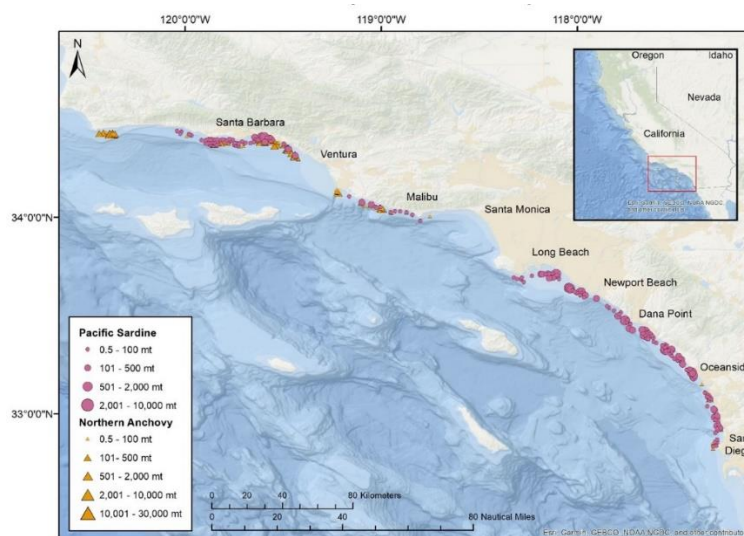 120°0'0"W
119°0'0"W
118°0'0"W
N
Oregon
Idaho
Nevada
California
Santa Barbara
Ventura
34°0'0"N
Malibu
Santa Monica
Long Beach
Newport Beach
Dana Point
Oceansid
33°0'0"N
San
Dieg
Pacific Sardine
0.5 - 100 mt
101 - 500 mt
501 - 2,000 mt
2,001 - 10,000 mt
Northern Anchovy
0.5 - 100 mt
101- 500 mt
501 - 2,000 mt
2,001 - 10,000 mt
10,001 - 30,000 mt
0 20 40 80 Kilometers
0 20 40 80 Nautical Miles
Esri, Garmin, GEBCO, NOAA NGDC, and other contributo